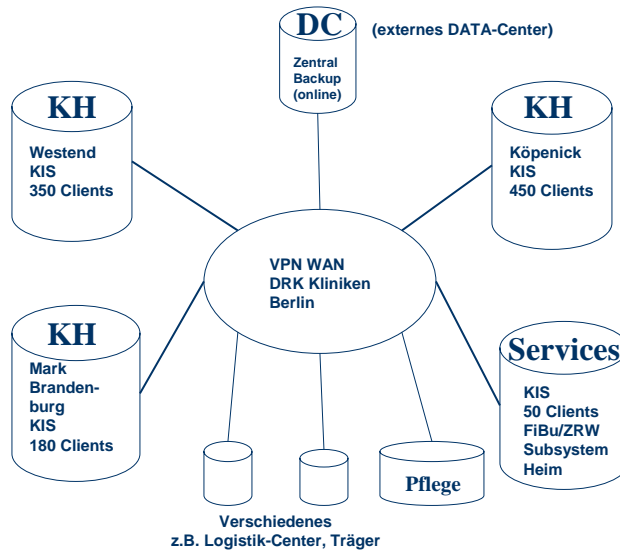 DC
(externes DATA-Center)
Zentral
Backup
(online)
KH
Westend
KIS
350 Clients
KH
Köpenick
KIS
450 Clients
VPN WAN
DRK Kliniken
Berlin
KH
Mark
Branden-
burg
KIS
180 Clients
Services
KIS
50 Clients
FiBu/ZRW
Subsystem
Heim
Pflege
Verschiedenes
z.B. Logistik-Center, Träger